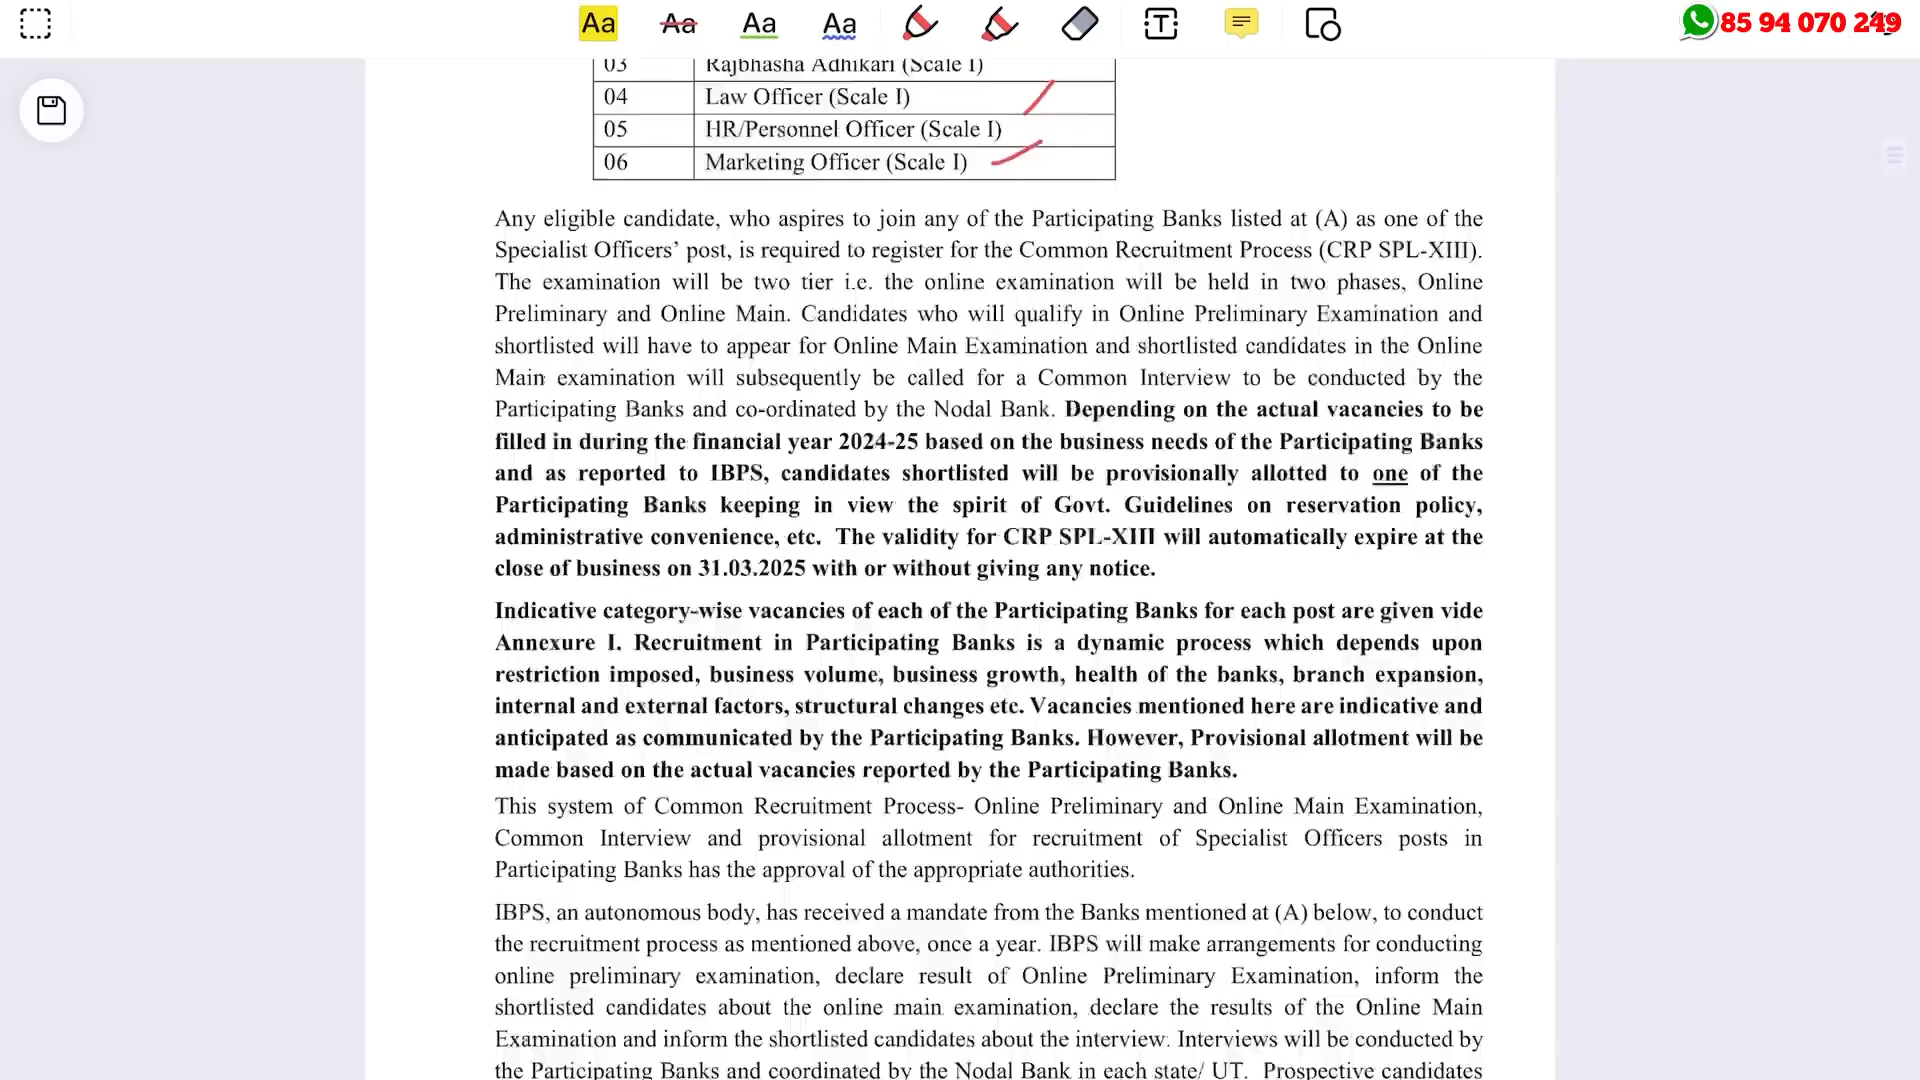 Aa Aa Aa Aa T
85 94 070 249
03 Rajbhasha Adhikari (Scale I)
04 Law Officer (Scale I)
05 HR/Personnel Officer (Scale I)
06 Marketing Officer (Scale I)
Any eligible candidate, who aspires to join any of the Participating Banks listed at (A) as one of the
Specialist Officers’ post, is required to register for the Common Recruitment Process (CRP SPL-XIII).
The examination will be two tier i.e. the online examination will be held in two phases, Online
Preliminary and Online Main. Candidates who will qualify in Online Preliminary Examination and
shortlisted will have to appear for Online Main Examination and shortlisted candidates in the Online
Main examination will subsequently be called for a Common Interview to be conducted by the
Participating Banks and co-ordinated by the Nodal Bank. Depending on the actual vacancies to be
filled in during the financial year 2024-25 based on the business needs of the Participating Banks
and as reported to IBPS, candidates shortlisted will be provisionally allotted to one of the
Participating Banks keeping in view the spirit of Govt. Guidelines on reservation policy,
administrative convenience, etc. The validity for CRP SPL-XIII will automatically expire at the
close of business on 31.03.2025 with or without giving any notice.
Indicative category-wise vacancies of each of the Participating Banks for each post are given vide
Annexure I. Recruitment in Participating Banks is a dynamic process which depends upon
restriction imposed, business volume, business growth, health of the banks, branch expansion,
internal and external factors, structural changes etc. Vacancies mentioned here are indicative and
anticipated as communicated by the Participating Banks. However, Provisional allotment will be
made based on the actual vacancies reported by the Participating Banks.
This system of Common Recruitment Process- Online Preliminary and Online Main Examination,
Common Interview and provisional allotment for recruitment of Specialist Officers posts in
Participating Banks has the approval of the appropriate authorities.
IBPS, an autonomous body, has received a mandate from the Banks mentioned at (A) below, to conduct
the recruitment process as mentioned above, once a year. IBPS will make arrangements for conducting
online preliminary examination, declare result of Online Preliminary Examination, inform the
shortlisted candidates about the online main examination, declare the results of the Online Main
Examination and inform the shortlisted candidates about the interview. Interviews will be conducted by
the Participating Banks and coordinated by the Nodal Bank in each state/ UT. Prospective candidates